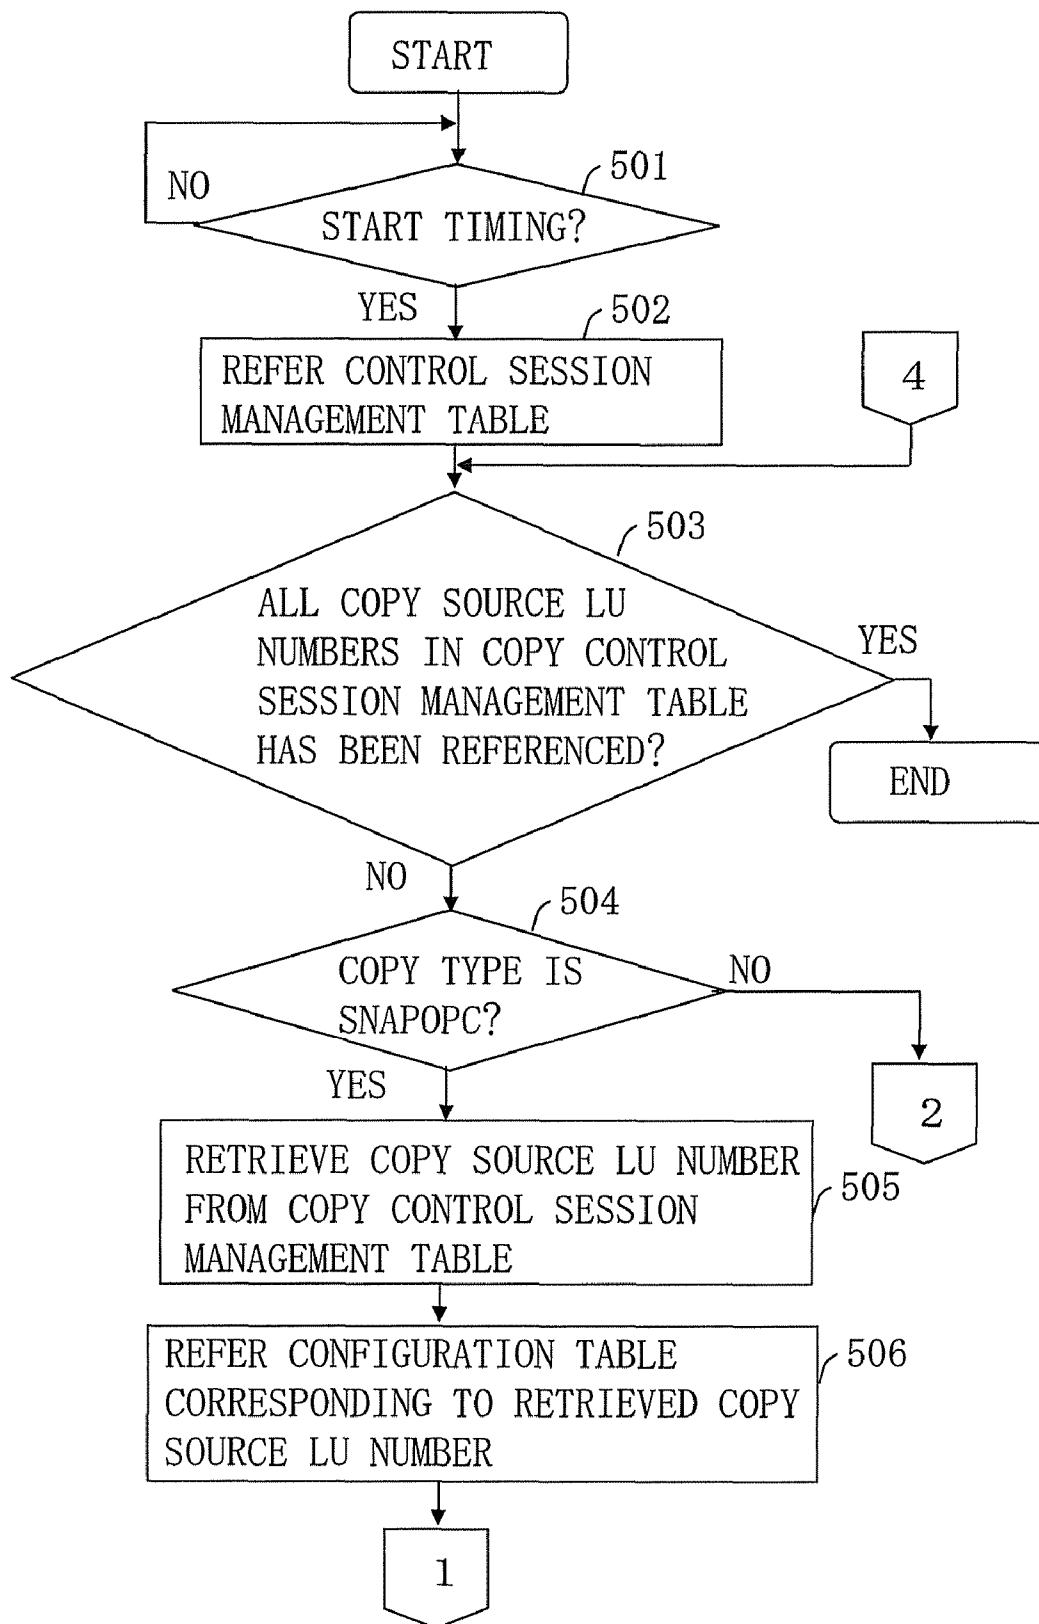 START
NO
501
START TIMING?
YES
502
REFER CONTROL SESSION
MANAGEMENT TABLE
4
503
ALL COPY SOURCE LU
NUMBERS IN COPY CONTROL
SESSION MANAGEMENT TABLE
HAS BEEN REFERENCED?
YES
END
NO
504
COPY TYPE IS
SNAPOPC?
NO
YES
2
RETRIEVE COPY SOURCE LU NUMBER
FROM COPY CONTROL SESSION
MANAGEMENT TABLE
505
REFER CONFIGURATION TABLE
CORRESPONDING TO RETRIEVED COPY
SOURCE LU NUMBER
506
1